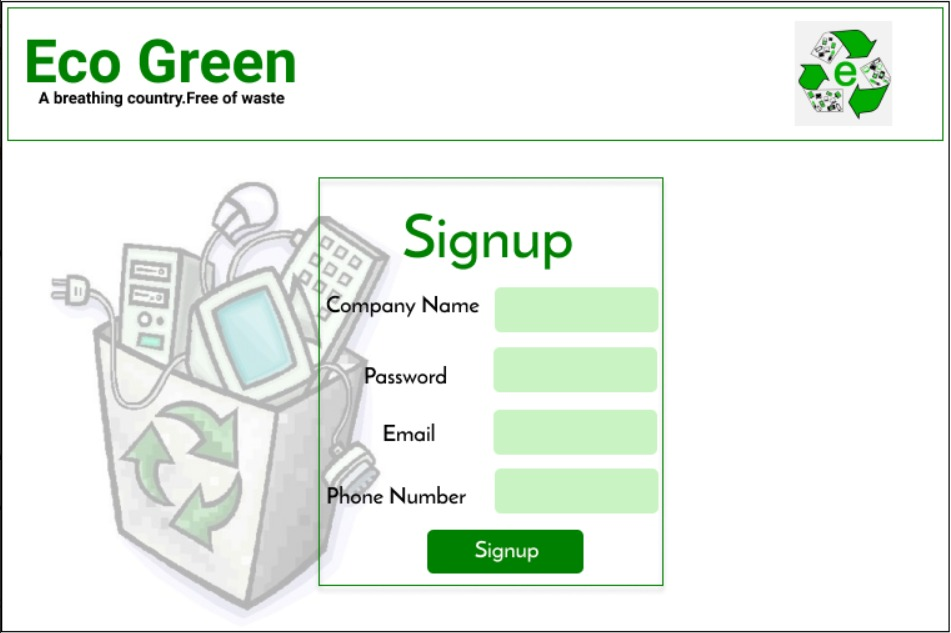 Eco Green
A breathing country.Free of waste
e
Signup
Company Name
Password
Email
Phone Number
Signup